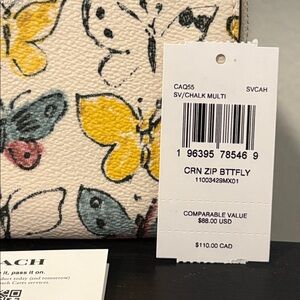 CAQ55 SVCAH
SV/CHALK MULTI
1 96395 78546 9
CRN ZIP BTTFLY
11003429MX01
COMPARABLE VALUE
$88.00 USD
$110.00 CAD
ACH
it, pass it on.